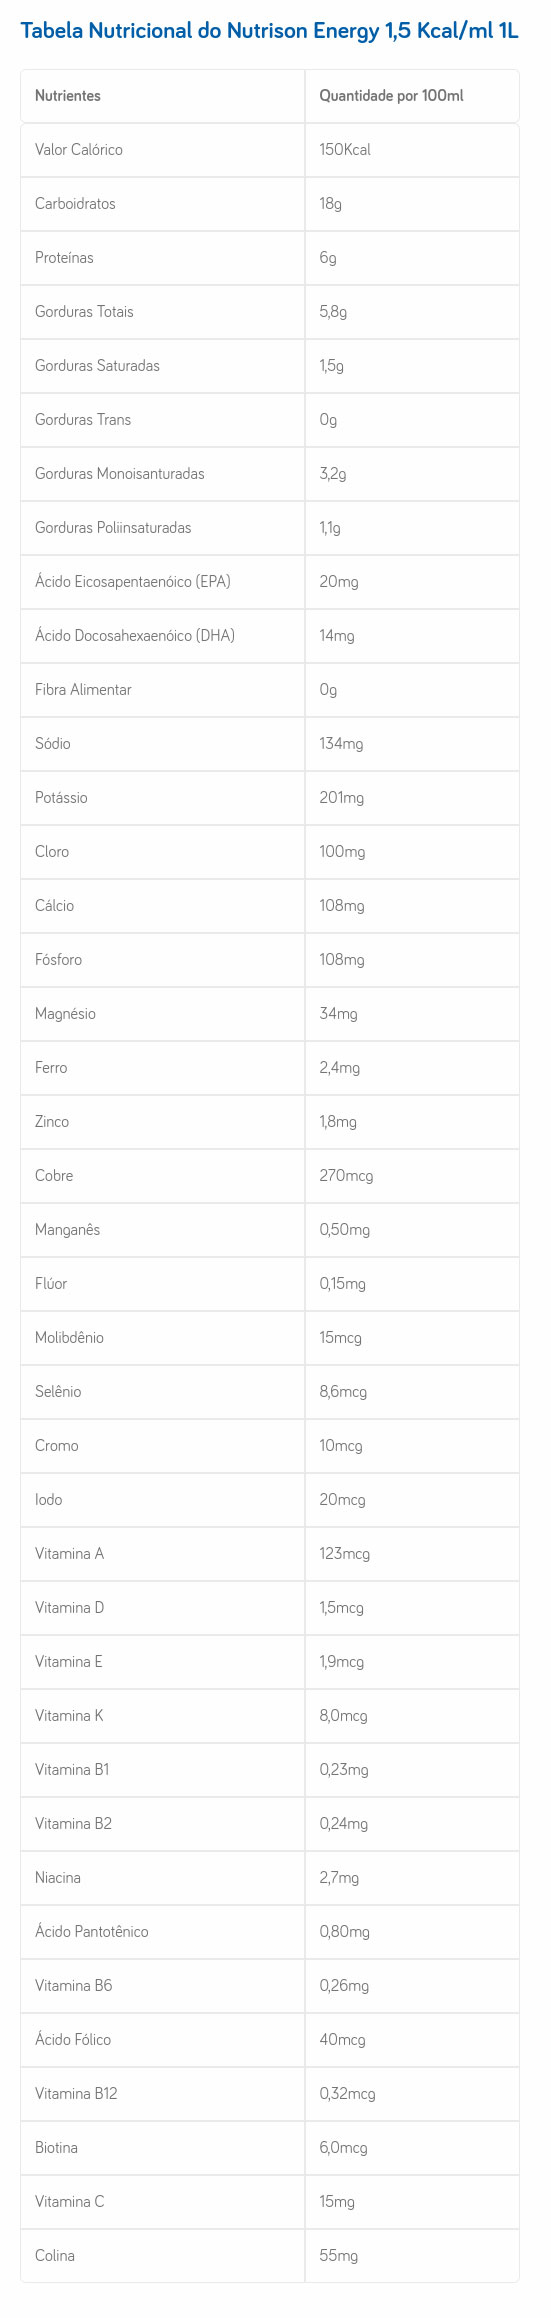 Tabela Nutricional do Nutrison Energy 1,5 Kcal/ml 1L
Nutrientes Quantidade por 100ml
Valor Calórico 150Kcal
Carboidratos 18g
Proteínas 6g
Gorduras Totais 5,8g
Gorduras Saturadas 1,5g
Gorduras Trans 0g
Gorduras Monoisanturadas 3,2g
Gorduras Poliinsaturadas 1,1g
Ácido Eicosapentaenóico (EPA) 20mg
Ácido Docosahexaenóico (DHA) 14mg
Fibra Alimentar 0g
Sódio 134mg
Potássio 201mg
Cloro 100mg
Cálcio 108mg
Fósforo 108mg
Magnésio 34mg
Ferro 2,4mg
Zinco 1,8mg
Cobre 270mcg
Manganês 0,50mg
Flúor 0,15mg
Molibdênio 15mcg
Selênio 8,6mcg
Cromo 10mcg
Iodo 20mcg
Vitamina A 123mcg
Vitamina D 1,5mcg
Vitamina E 1,9mcg
Vitamina K 8,0mcg
Vitamina B1 0,23mg
Vitamina B2 0,24mg
Niacina 2,7mg
Ácido Pantotênico 0,80mg
Vitamina B6 0,26mg
Ácido Fólico 40mcg
Vitamina B12 0,32mcg
Biotina 6,0mcg
Vitamina C 15mg
Colina 55mg